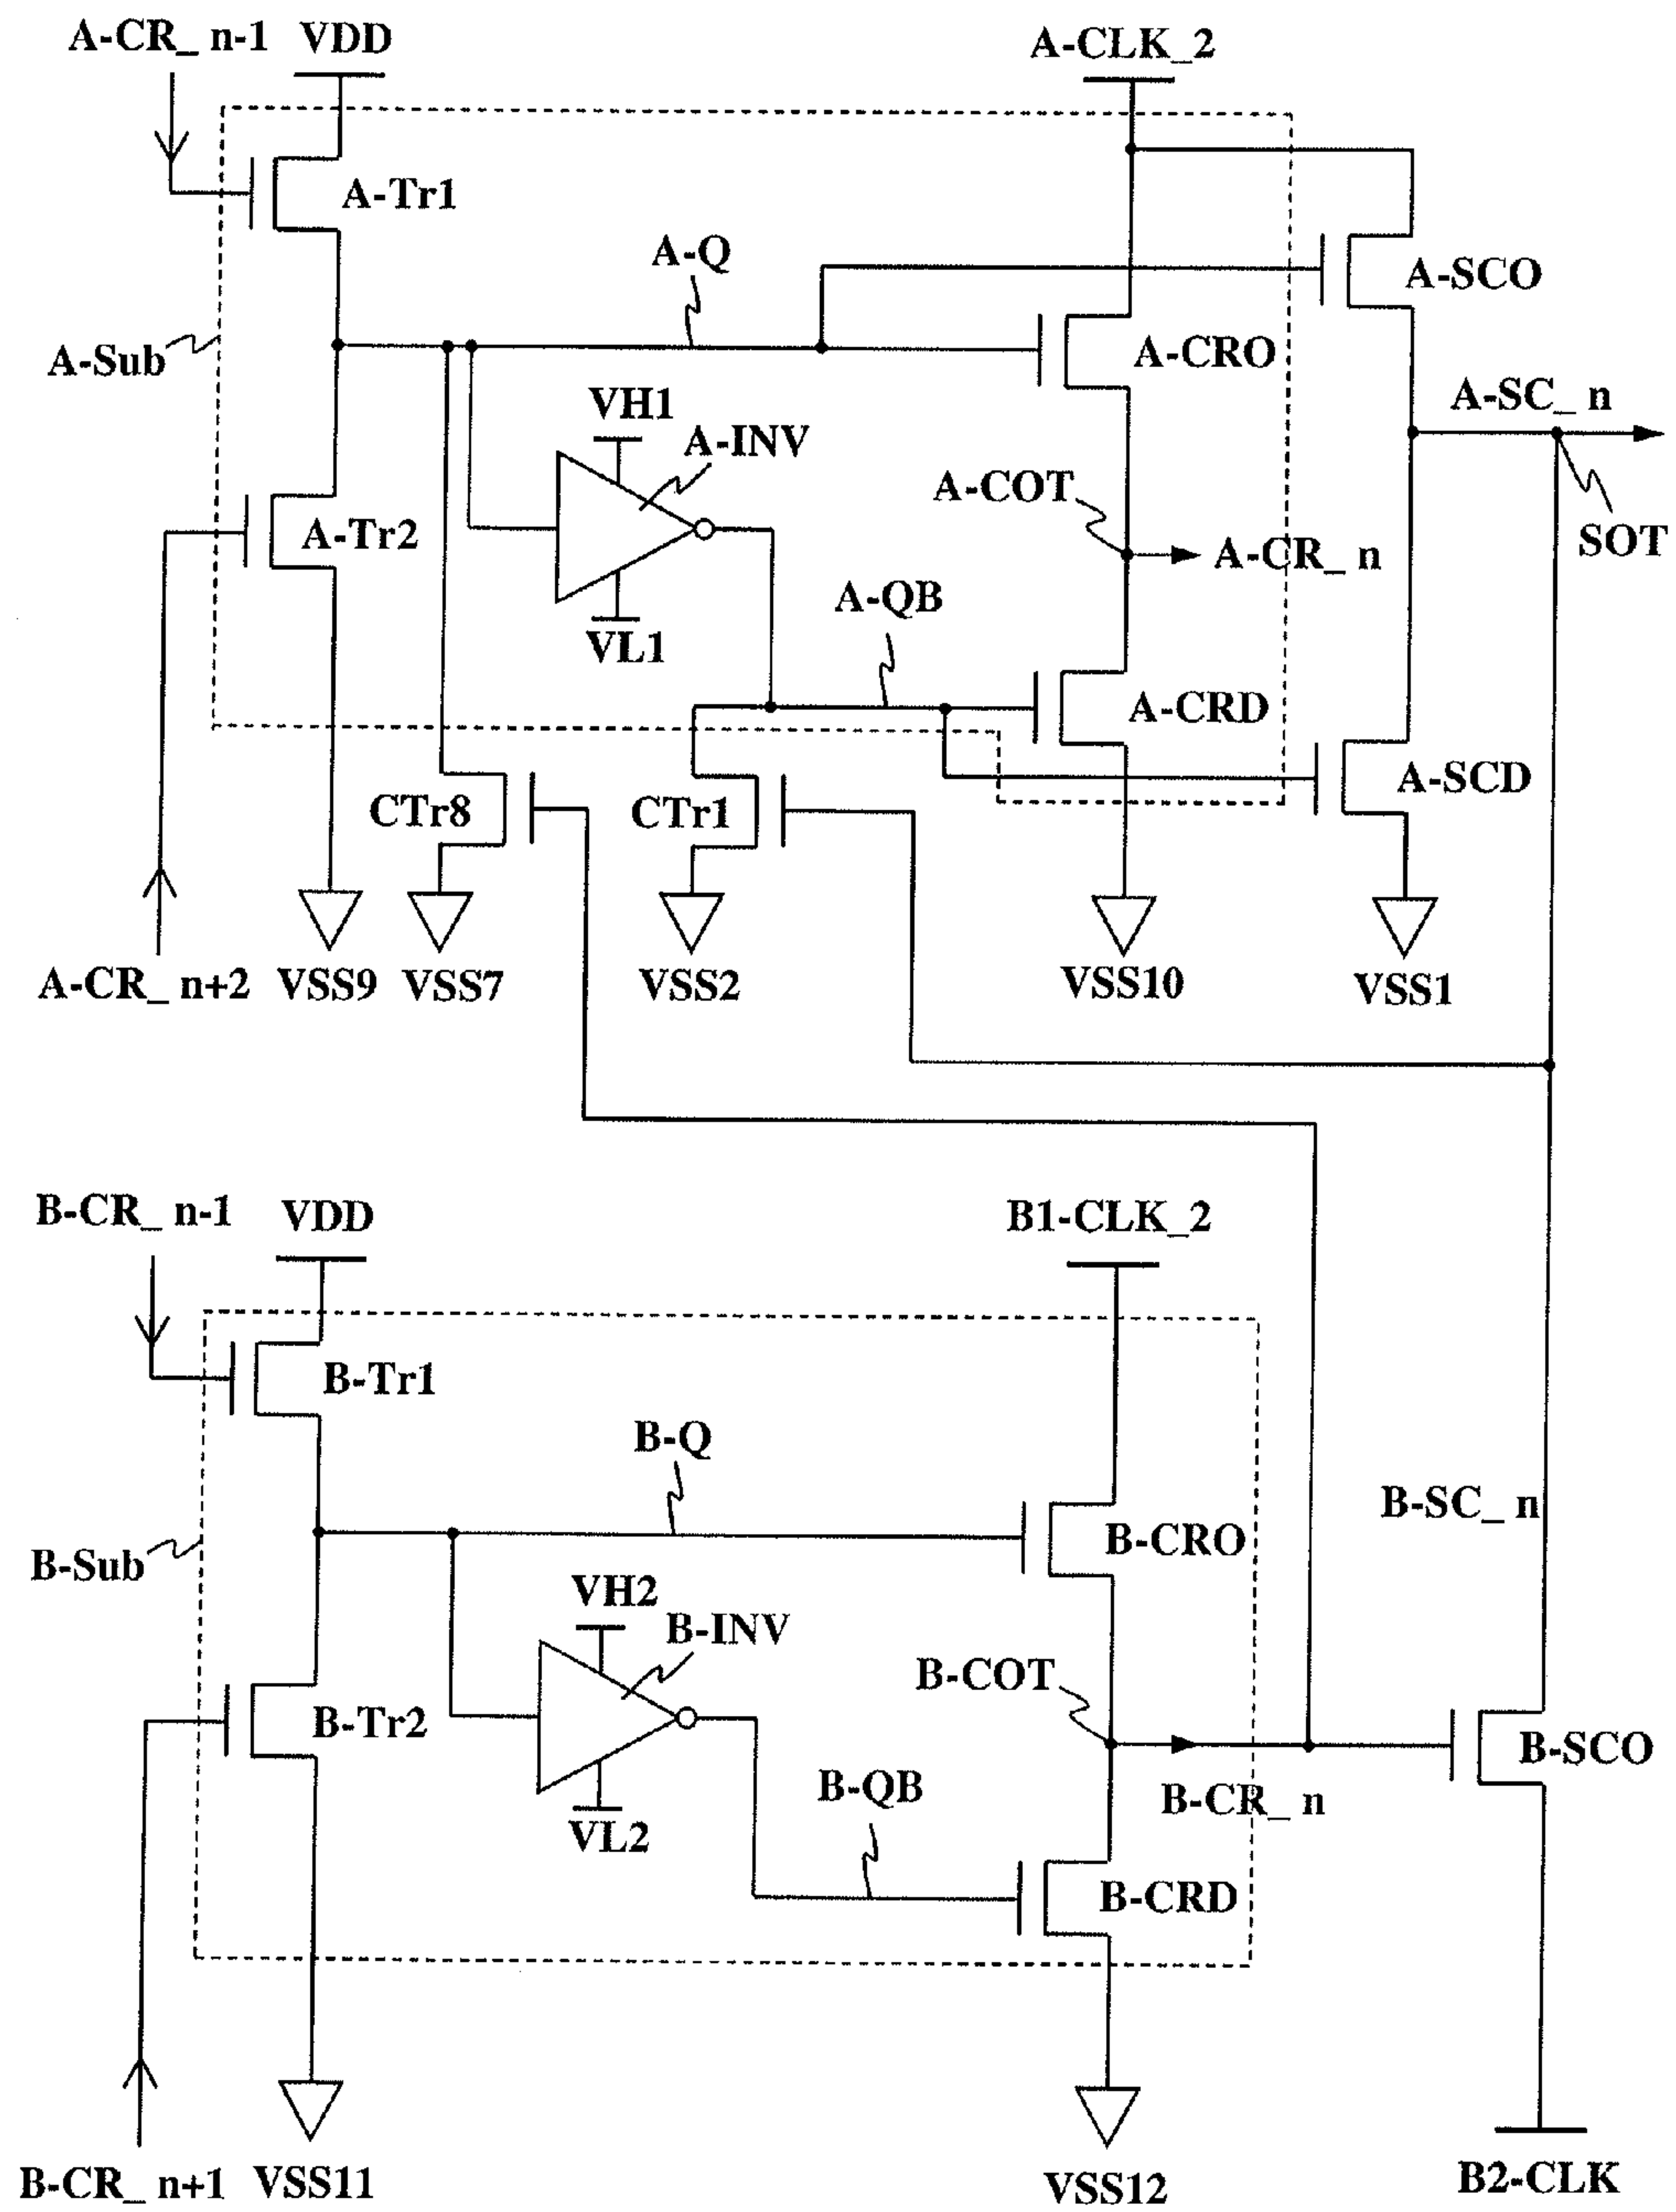 A-CR_ n-1
VDD
A-CLK_2
A-Tr1
A-Q
A-SCO
A-Sub
A-CRO
VH1
A-INV
A-SC_ n
A-COT
A-Tr2
SOT
A-CR_ n
A-QB
VL1
A-CRD
A-SCD
CTr8
CTr1
A-CR_ n+2
VSS9
VSS7
VSS2
VSS10
VSS1
B-CR_ n-1
VDD
B1-CLK_2
B-Tr1
B-Q
B-SC_ n
B-Sub
B-CRO
VH2
B-INV
B-COT
B-Tr2
B-SCO
B-QB
B-CR_ n
VL2
B-CRD
B-CR_ n+1
VSS11
VSS12
B2-CLK